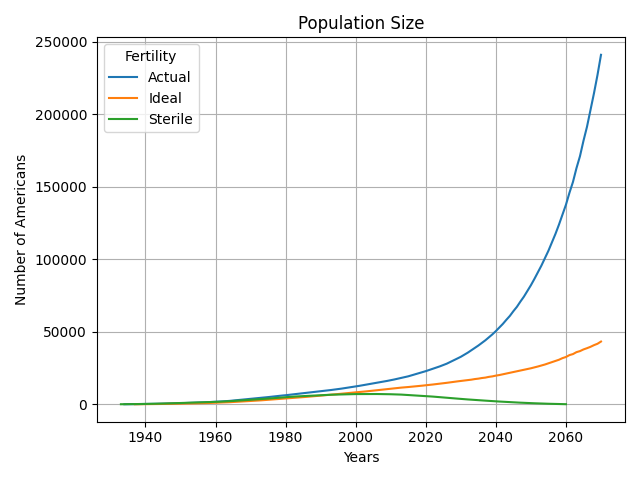 Population Size
250000
200000
150000
100000
50000
0
Number of Americans
Fertility
Actual
Ideal
Sterile
1940 1960 1980 2000 2020 2040 2060
Years